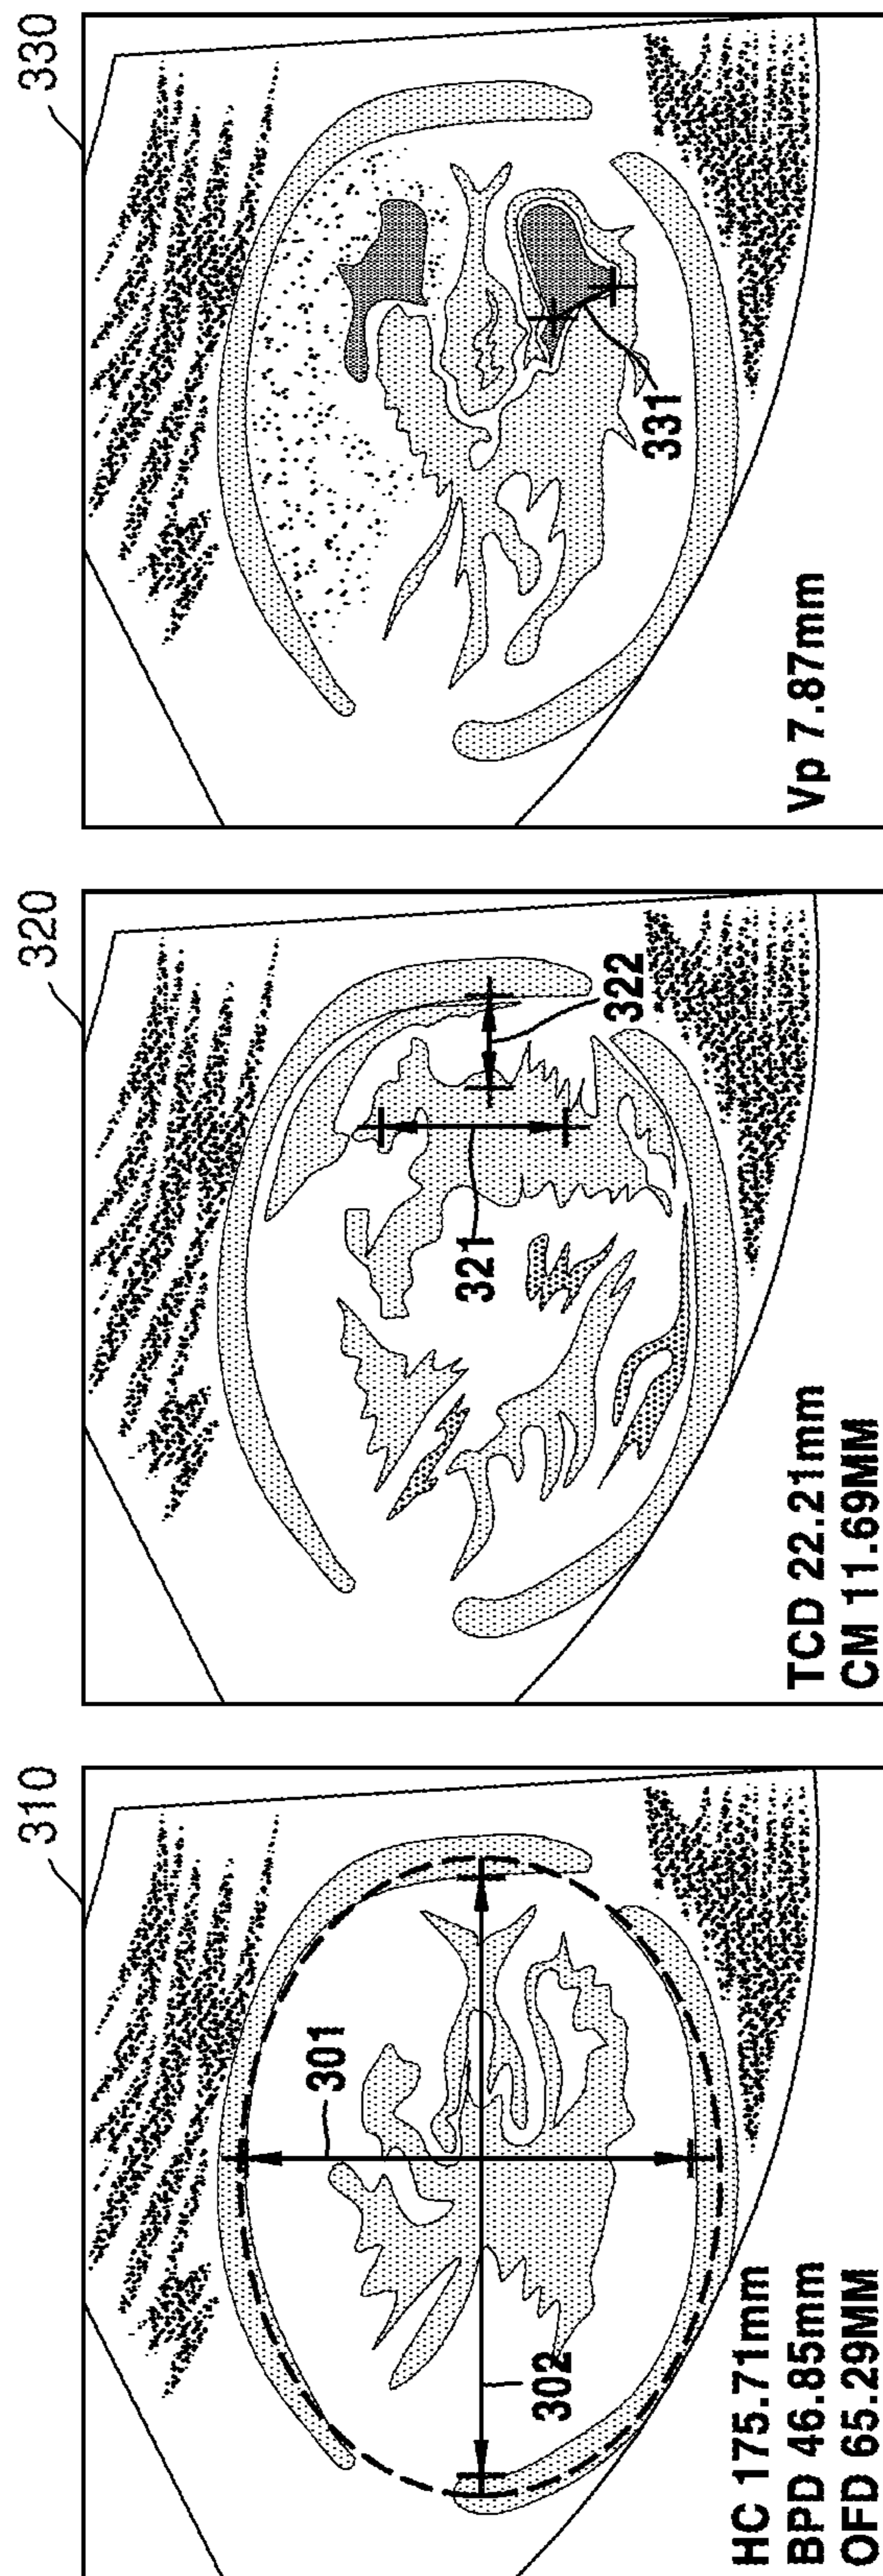 310
301
302
HC 175.71mm
BPD 46.85mm
OFD 65.29MM
320
322
321
TCD 22.21mm
CM 11.69MM
330
331
Vp 7.87mm